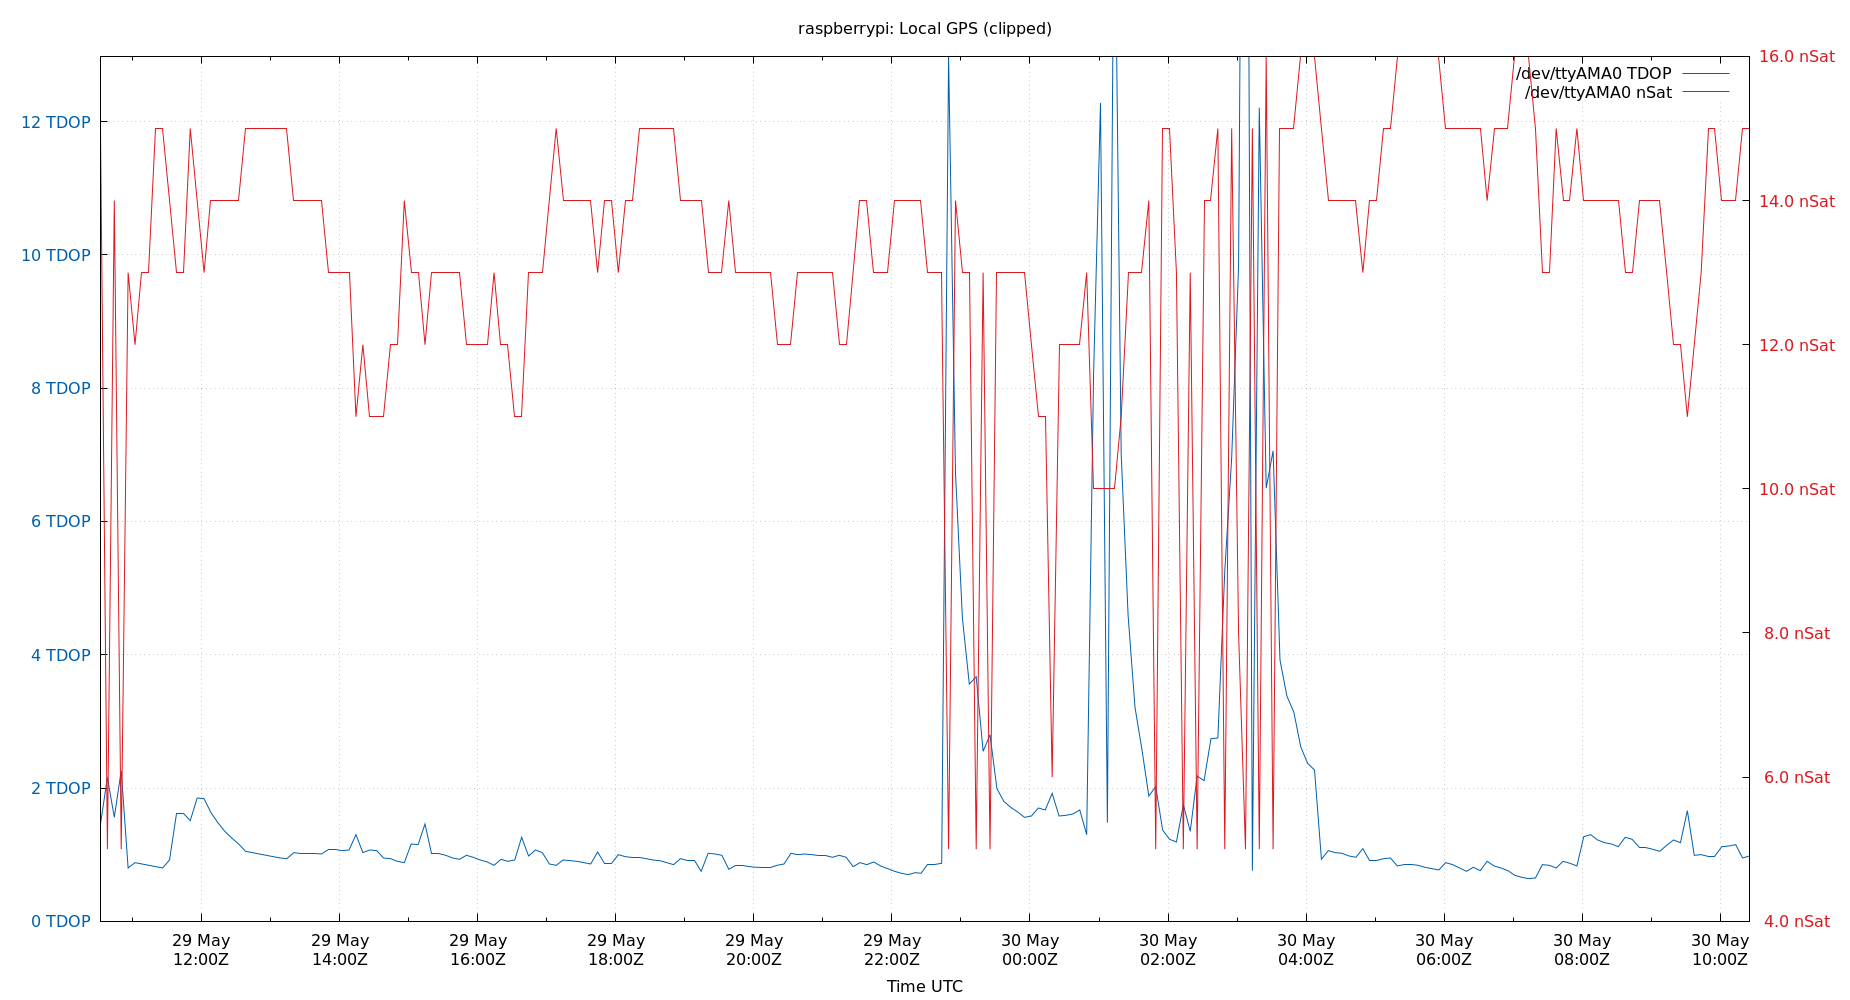 raspberrypi: Local GPS (clipped)
16.0 nSat
/dev/ttyAMA0 TDOP
/dev/ttyAMA0 nSat
12 TDOP
14.0 nSat
10 TDOP
12.0 nSat
8 TDOP
10.0 nSat
6 TDOP
8.0 nSat
4 TDOP
6.0 nSat
2 TDOP
0 TDOP
4.0 nSat
29 May 29 May 29 May 29 May 29 May 29 May 30 May 30 May 30 May 30 May 30 May 30 May
12:00Z 14:00Z 16:00Z 18:00Z 20:00Z 22:00Z 00:00Z 02:00Z 04:00Z 06:00Z 08:00Z 10:00Z
Time UTC